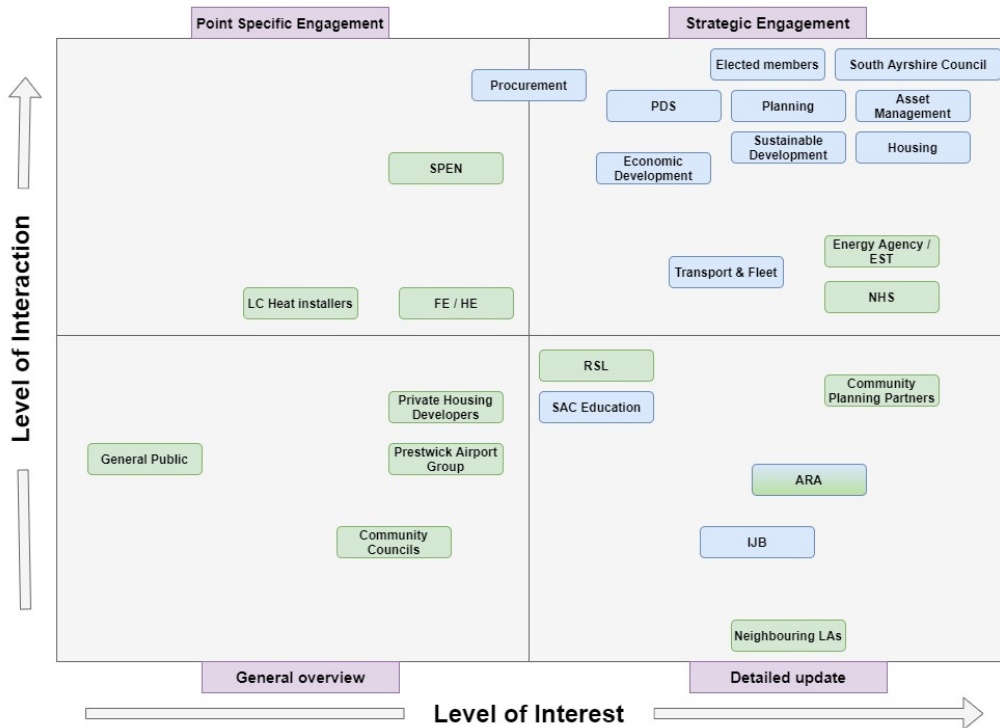 Point Specific Engagement
Strategic Engagement
Level of Interaction
Procurement
SPEN
LC Heat installers
FE / HE
Elected members
South Ayrshire Council
PDS
Planning
Asset
Management
Economic
Development
Sustainable
Development
Housing
Transport & Fleet
Energy Agency /
EST
NHS
General Public
Private Housing
Developers
Prestwick Airport
Group
Community
Councils
RSL
SAC Education
Community
Planning Partners
ARA
IJB
Neighbouring LAs
General overview
Detailed update
Level of Interest